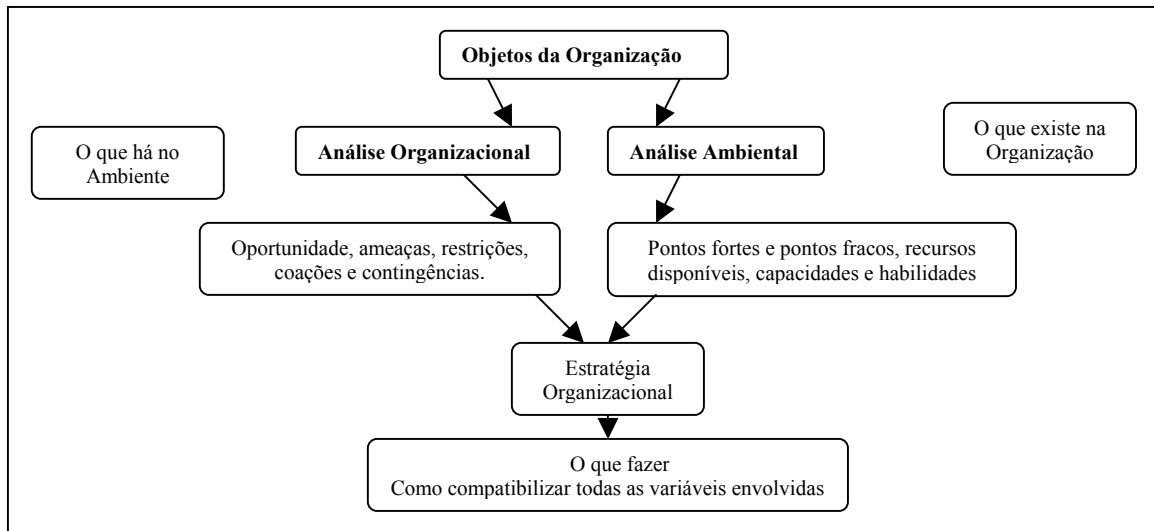 Objetos da Organização
O que há no
Ambiente
Análise Organizacional
Análise Ambiental
O que existe na
Organização
Oportunidade, ameaças, restrições,
coações e contingências.
Pontos fortes e pontos fracos, recursos
disponíveis, capacidades e habilidades
Estratégia
Organizacional
O que fazer
Como compatibilizar todas as variáveis envolvidas